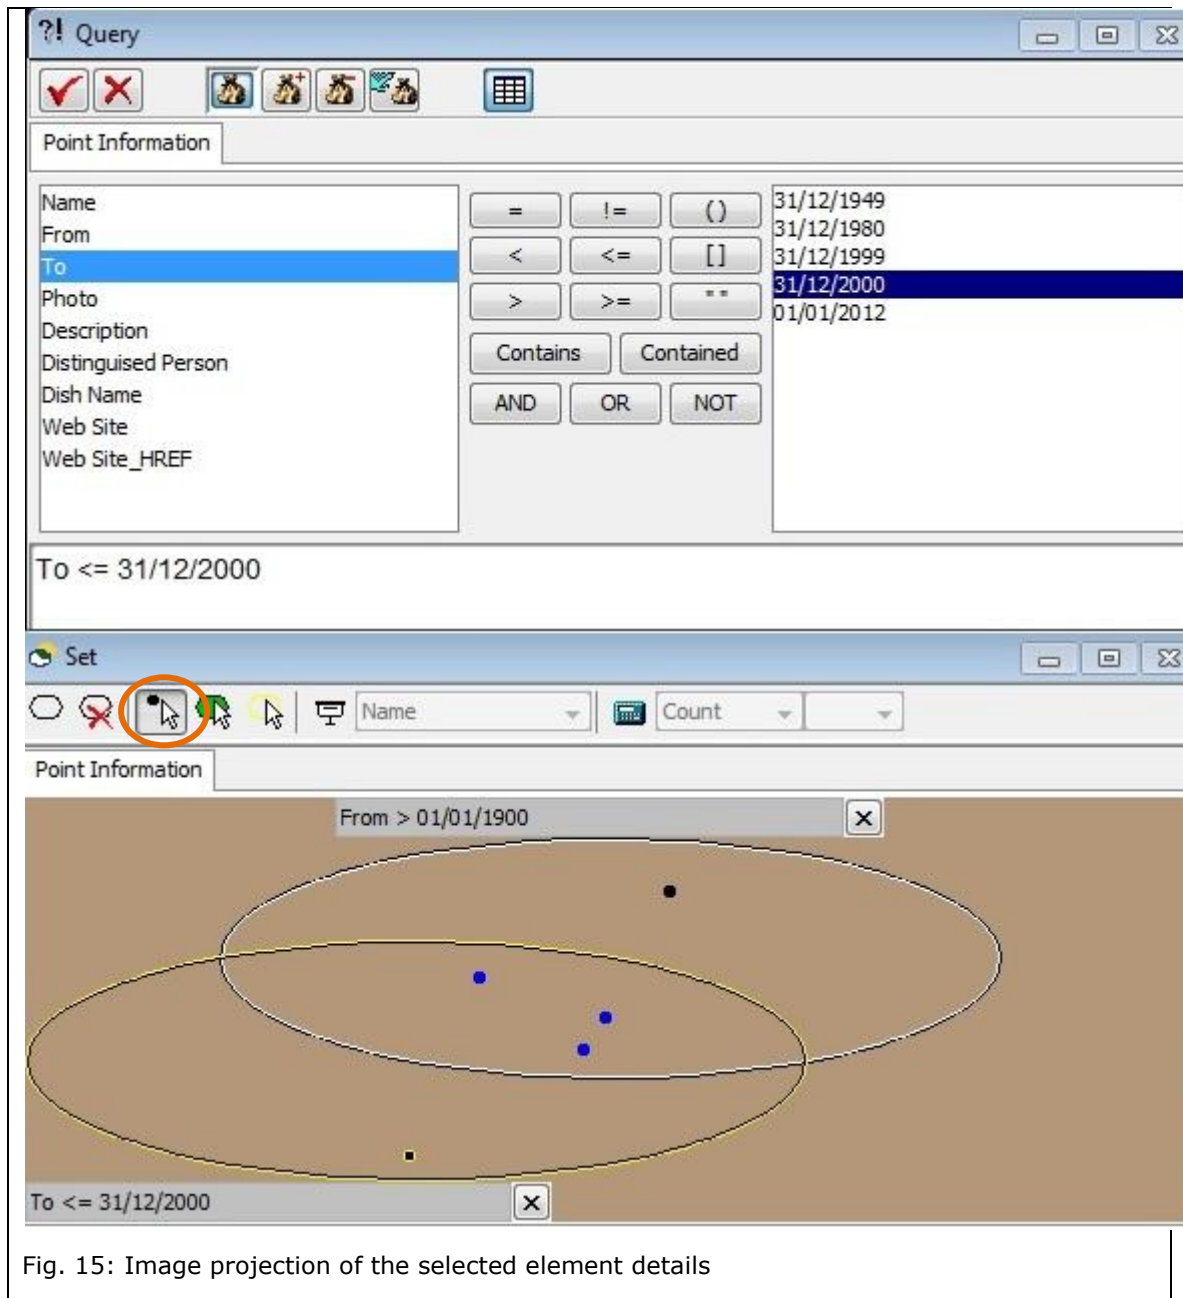 ?! Query
Point Information
Name
From
To
Photo
Description
Distinguised Person
Dish Name
Web Site
Web Site_HREF
= != ()
< <= []
> >= " "
Contains Contained
AND OR NOT
31/12/1949
31/12/1980
31/12/1999
31/12/2000
01/01/2012
To <= 31/12/2000
Set
Name Count
Point Information
From > 01/01/1900
To <= 31/12/2000
Fig. 15: Image projection of the selected element details